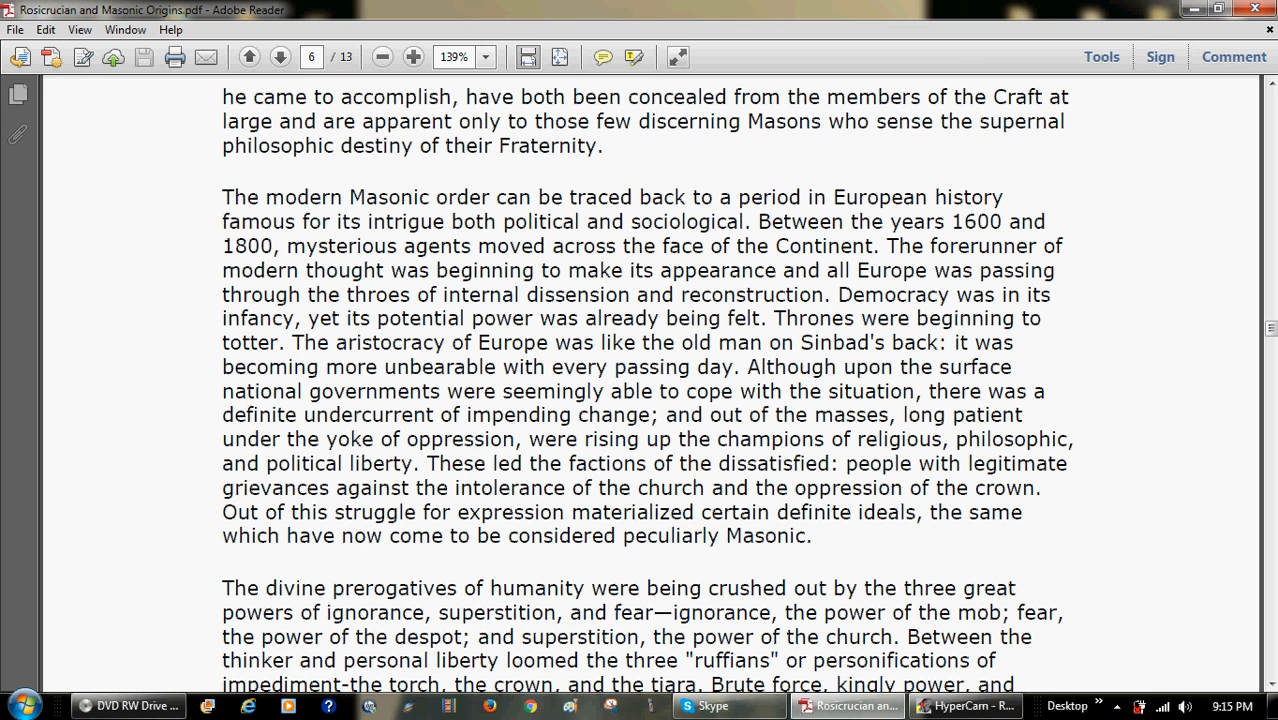 Rosicrucian and Masonic Origins.pdf - Adobe Reader
File Edit View Window Help
6 / 13 139% Tools Sign Comment
he came to accomplish, have both been concealed from the members of the Craft at
large and are apparent only to those few discerning Masons who sense the supernal
philosophic destiny of their Fraternity.
The modern Masonic order can be traced back to a period in European history
famous for its intrigue both political and sociological. Between the years 1600 and
1800, mysterious agents moved across the face of the Continent. The forerunner of
modern thought was beginning to make its appearance and all Europe was passing
through the throes of internal dissension and reconstruction. Democracy was in its
infancy, yet its potential power was already being felt. Thrones were beginning to
totter. The aristocracy of Europe was like the old man on Sinbad's back: it was
becoming more unbearable with every passing day. Although upon the surface
national governments were seemingly able to cope with the situation, there was a
definite undercurrent of impending change; and out of the masses, long patient
under the yoke of oppression, were rising up the champions of religious, philosophic,
and political liberty. These led the factions of the dissatisfied: people with legitimate
grievances against the intolerance of the church and the oppression of the crown.
Out of this struggle for expression materialized certain definite ideals, the same
which have now come to be considered peculiarly Masonic.
The divine prerogatives of humanity were being crushed out by the three great
powers of ignorance, superstition, and fear—ignorance, the power of the mob; fear,
the power of the despot; and superstition, the power of the church. Between the
thinker and personal liberty loomed the three "ruffians" or personifications of
impediment-the torch, the crown, and the tiara. Brute force, kingly power, and
DVD RW Drive ... Skype Rosicrucian an... HyperCam - R... Desktop » 9:15 PM